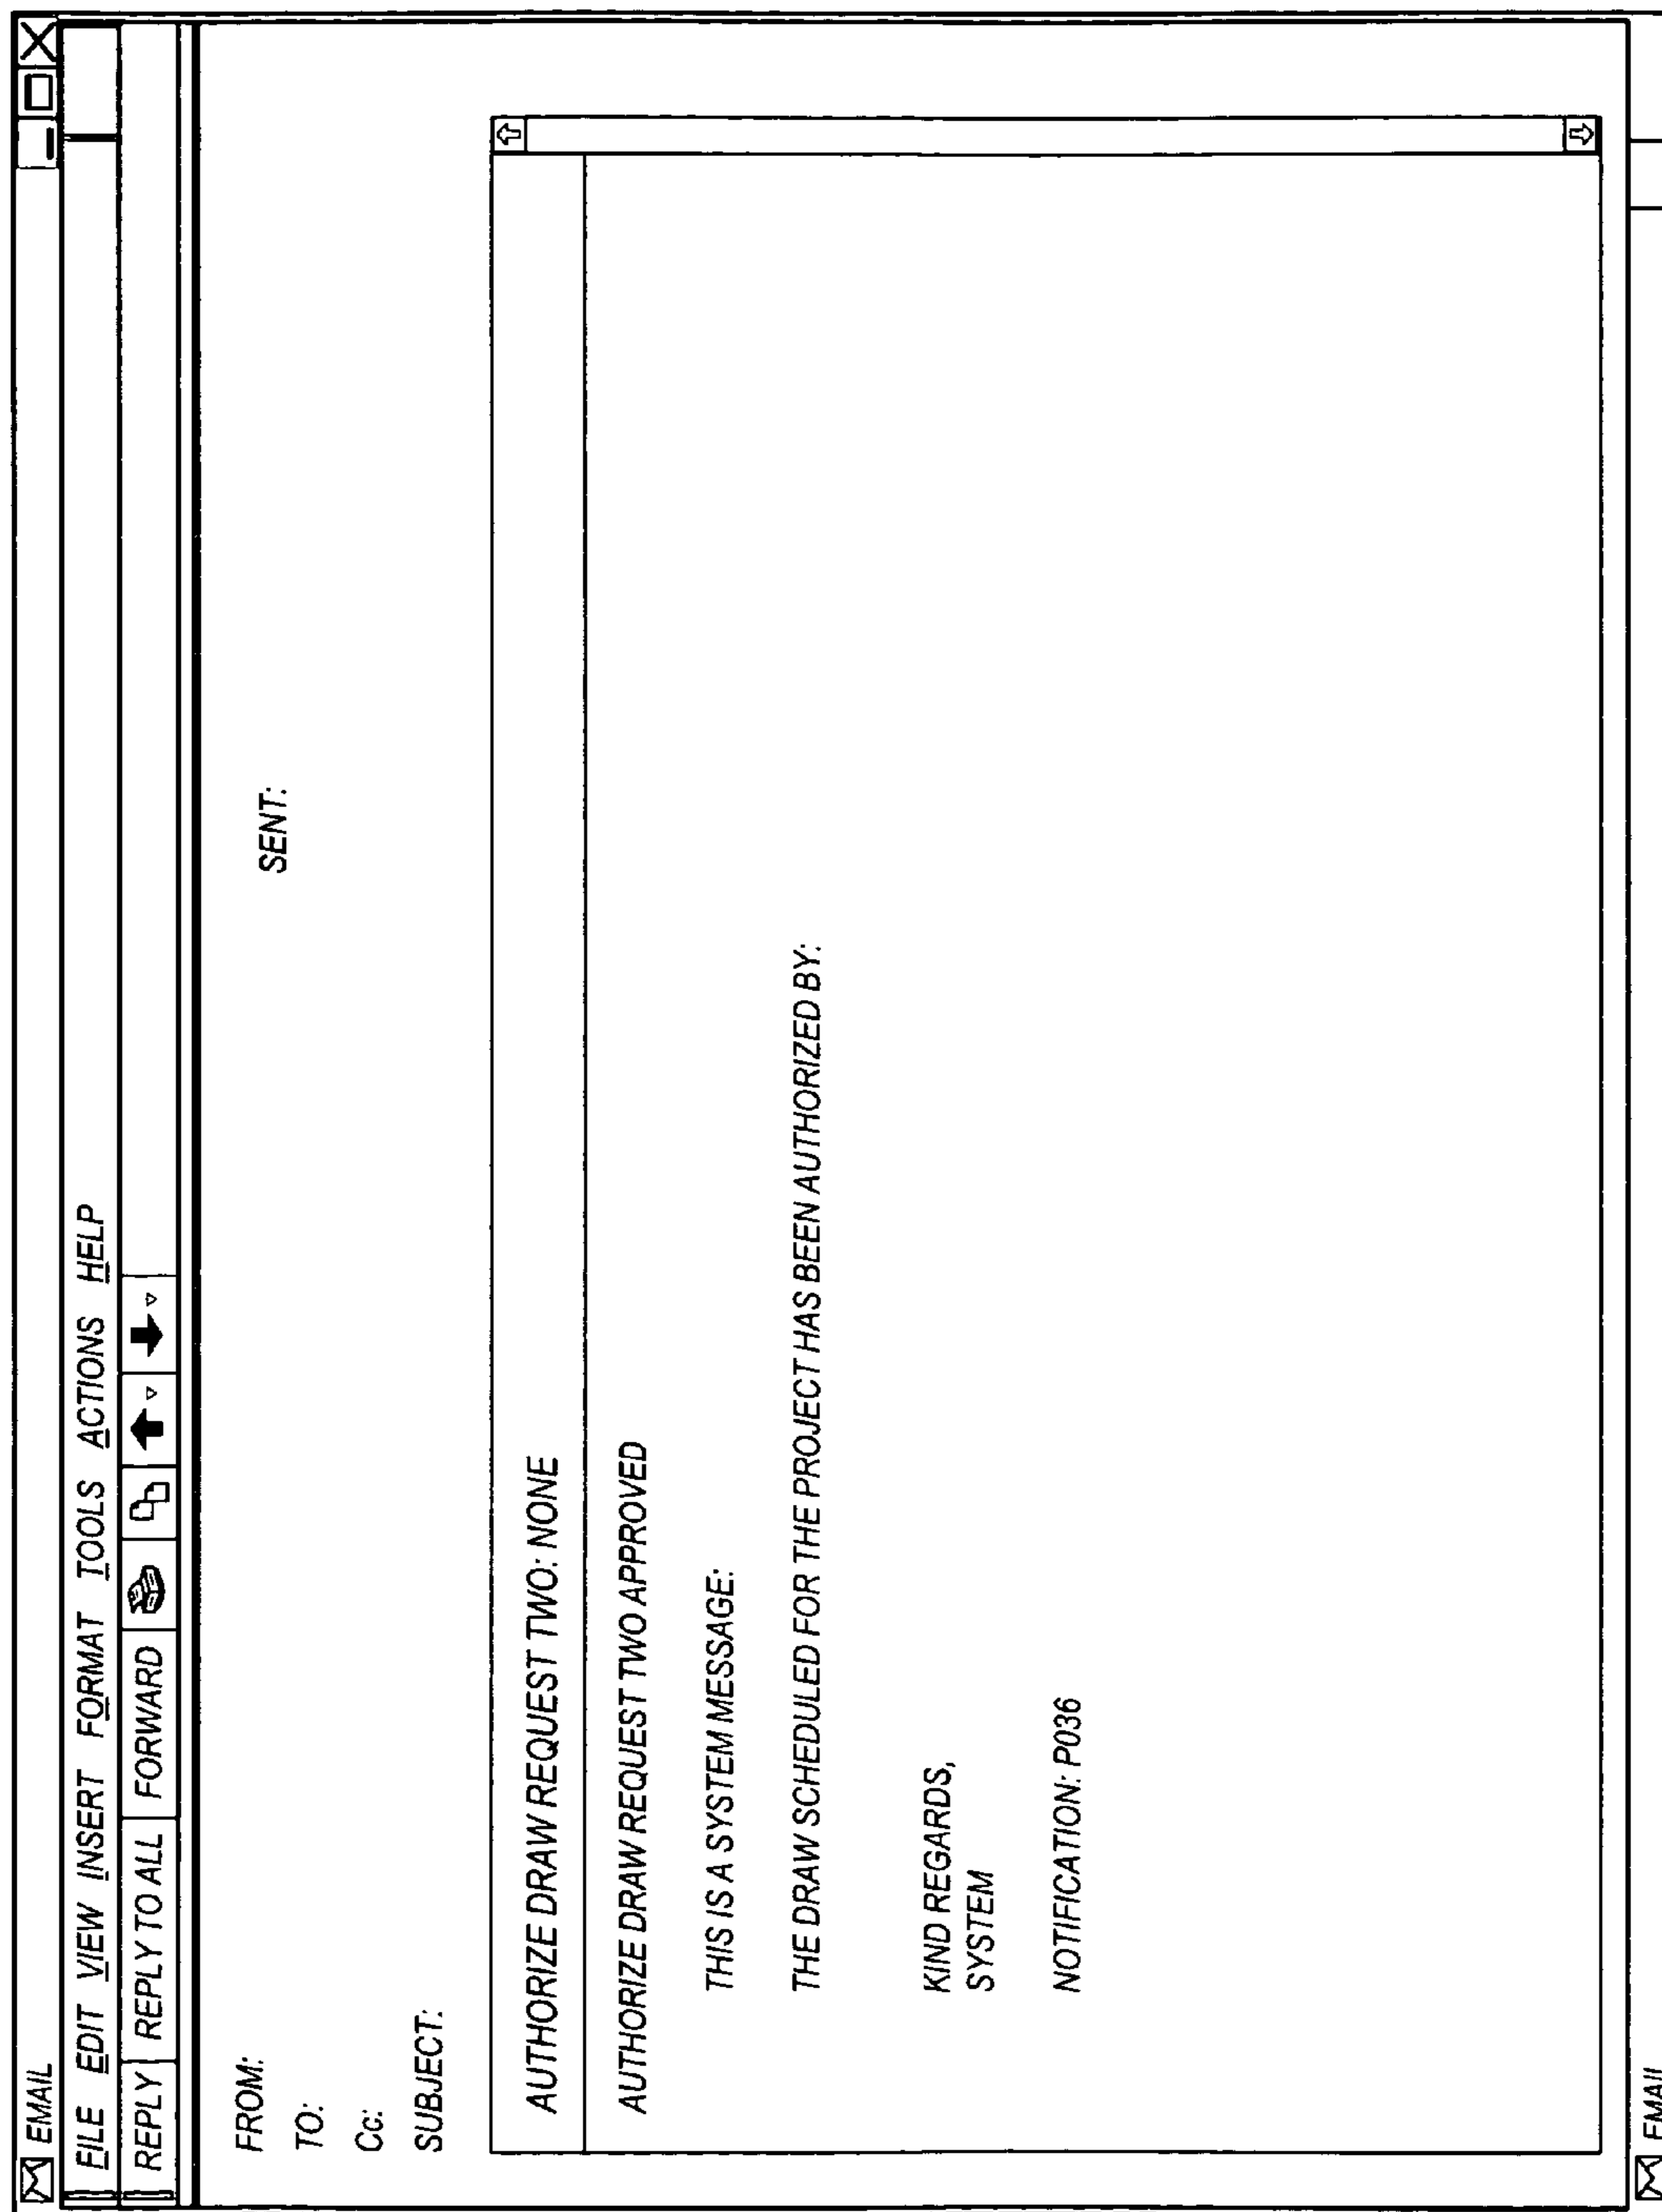 EMAIL
FILE EDIT VIEW INSERT FORMAT TOOLS ACTIONS HELP
REPLY REPLY TO ALL FORWARD
FROM:
SENT:
TO:
Cc:
SUBJECT:
AUTHORIZE DRAW REQUEST TWO: NONE
AUTHORIZE DRAW REQUEST TWO APPROVED
THIS IS A SYSTEM MESSAGE:
THE DRAW SCHEDULED FOR THE PROJECT HAS BEEN AUTHORIZED BY:
KIND REGARDS,
SYSTEM
NOTIFICATION: P036
EMAIL